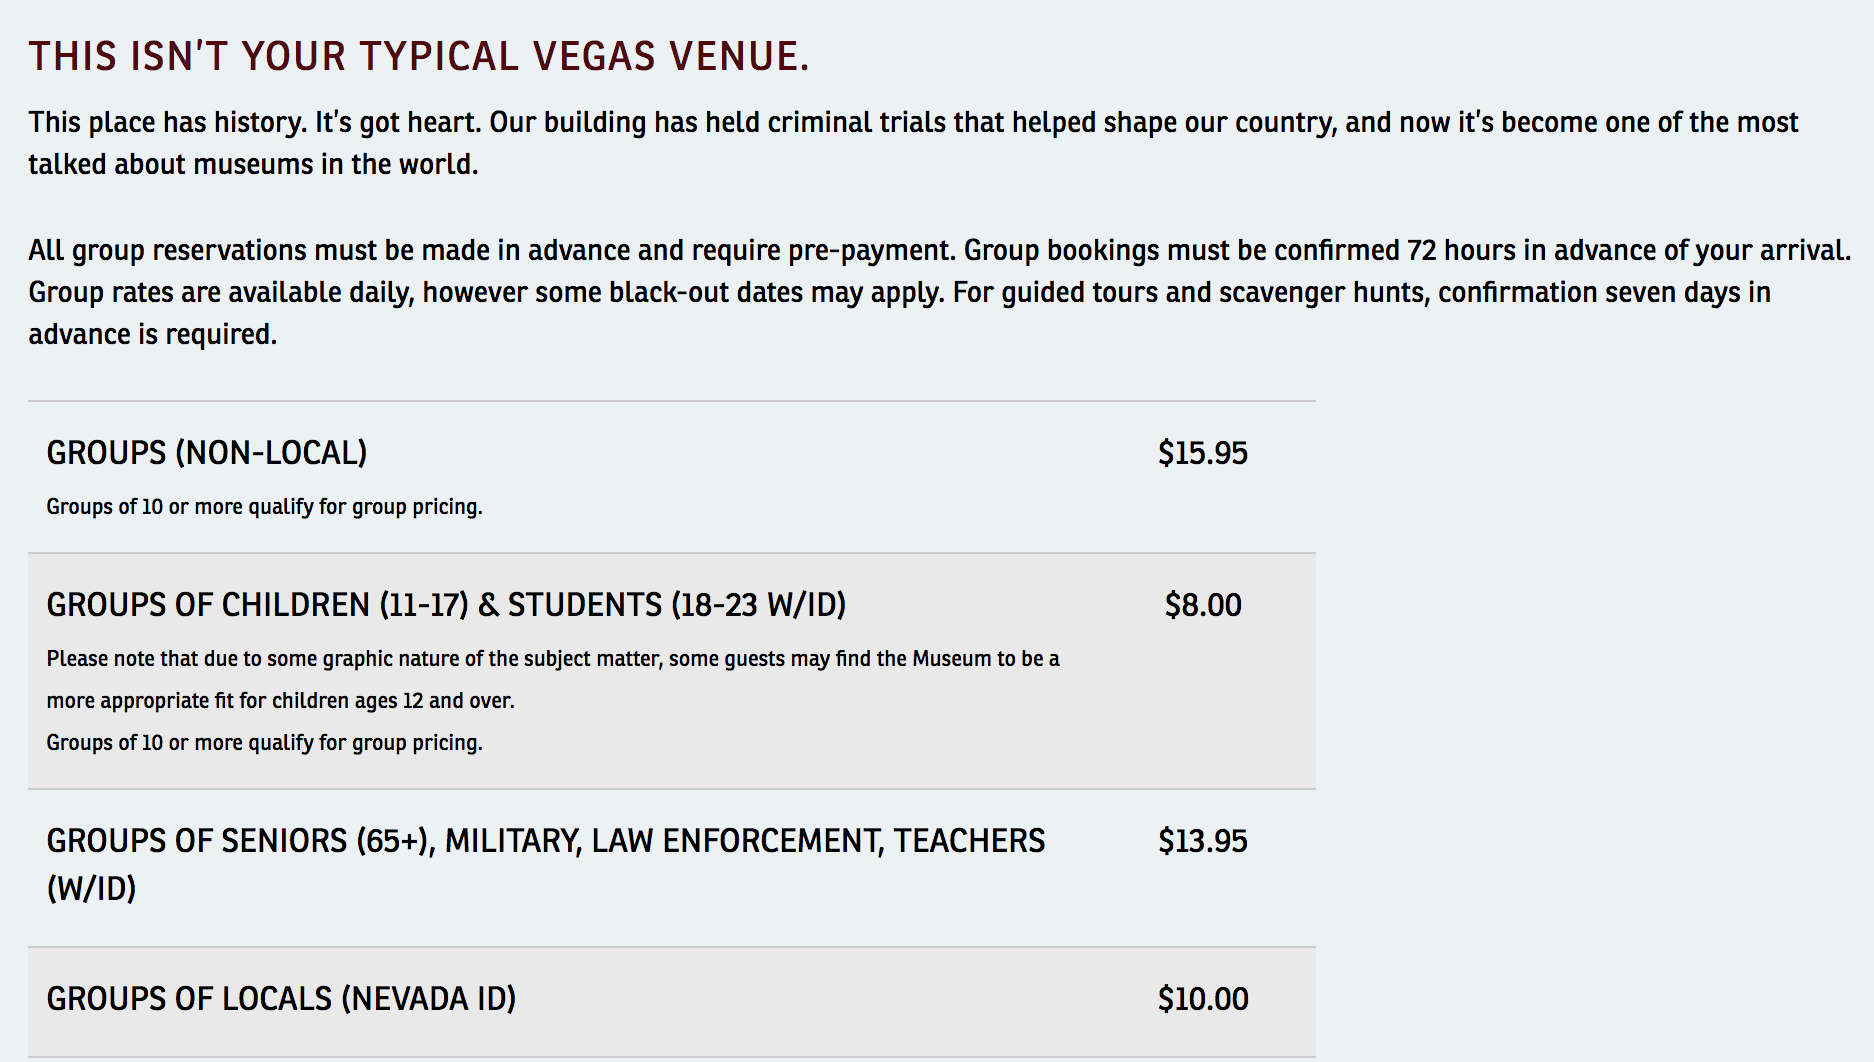 THIS ISN'T YOUR TYPICAL VEGAS VENUE.
This place has history. It's got heart. Our building has held criminal trials that helped shape our country, and now it's become one of the most
talked about museums in the world.
All group reservations must be made in advance and require pre-payment. Group bookings must be confirmed 72 hours in advance of your arrival.
Group rates are available daily, however some black-out dates may apply. For guided tours and scavenger hunts, confirmation seven days in
advance is required.
GROUPS (NON-LOCAL) $15.95
Groups of 10 or more qualify for group pricing.
GROUPS OF CHILDREN (11-17) & STUDENTS (18-23 W/ID) $8.00
Please note that due to some graphic nature of the subject matter, some guests may find the Museum to be a
more appropriate fit for children ages 12 and over.
Groups of 10 or more qualify for group pricing.
GROUPS OF SENIORS (65+), MILITARY, LAW ENFORCEMENT, TEACHERS $13.95
(W/ID)
GROUPS OF LOCALS (NEVADA ID) $10.00